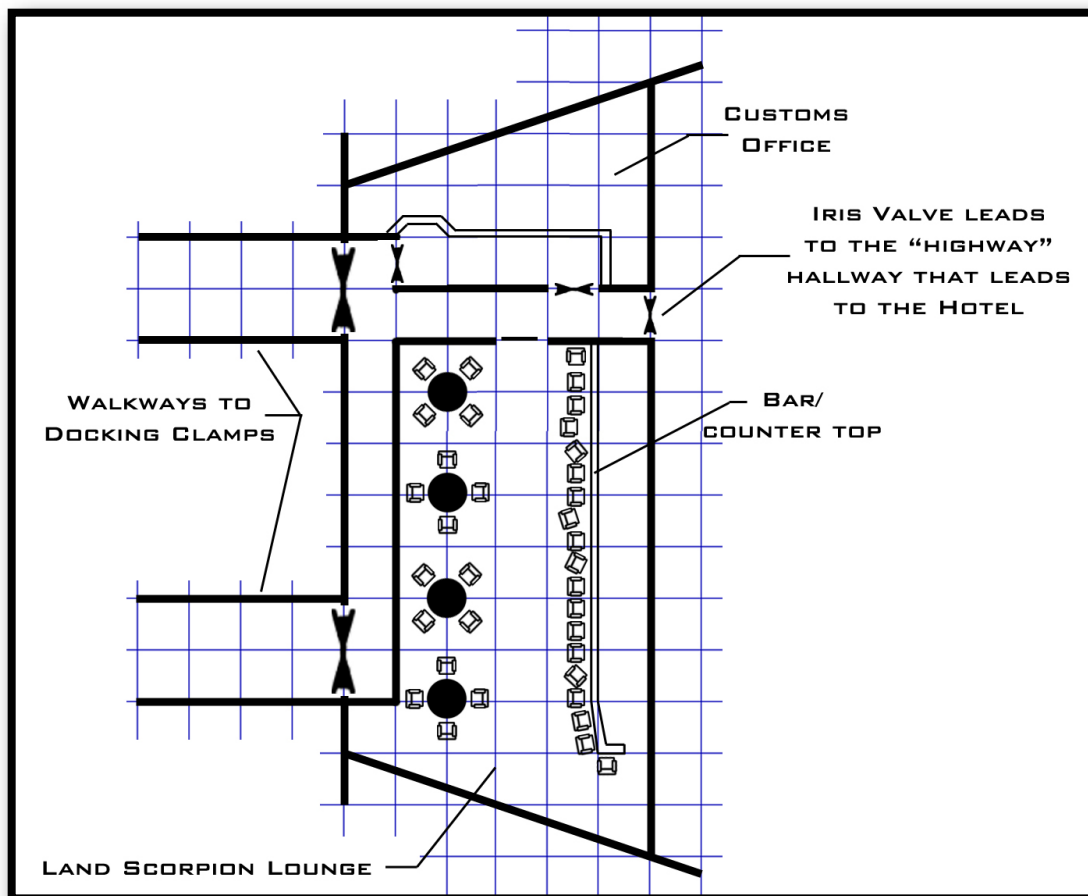 Customs
Office
Iris Valve leads
to the “highway”
hallway that leads
to the Hotel
Walkways to
Docking Clamps
Bar/
counter top
Land Scorpion Lounge